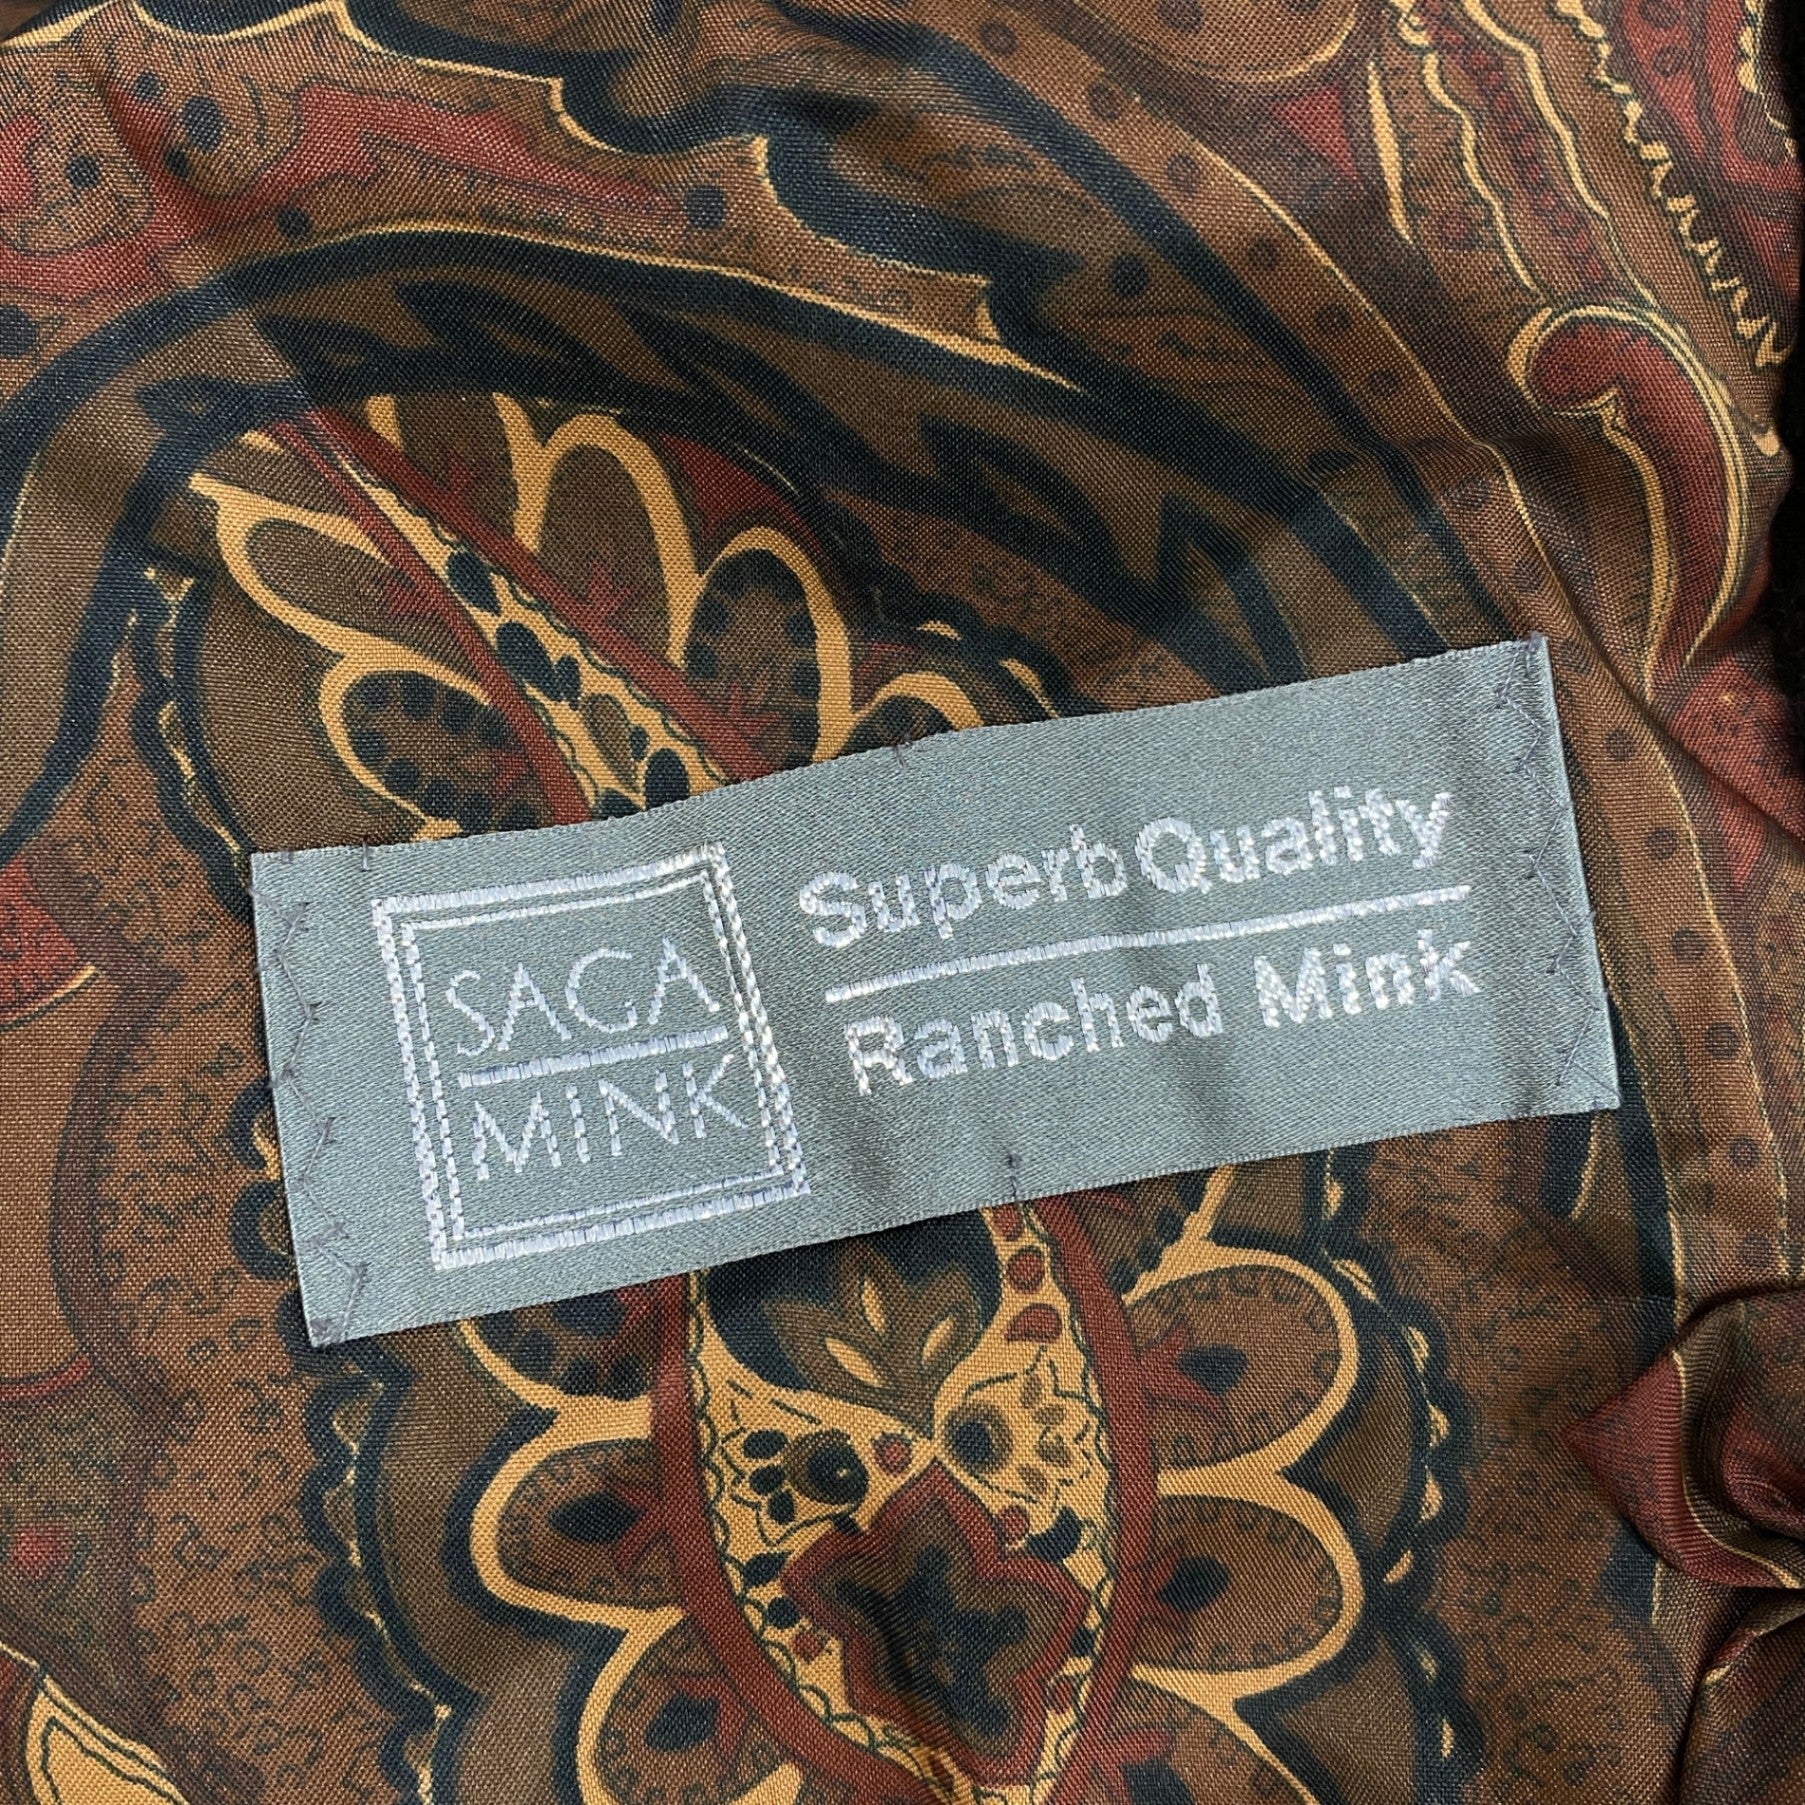 SAGA
MINK
Superb Quality
Ranched Mink